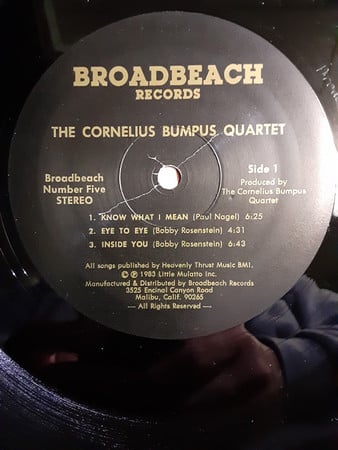 BROADBEACH
RECORDS
THE CORNELIUS BUMPUS QUARTET
Broadbeach
Number Five
STEREO
Side 1
Produced by
The Cornelius Bumpus
Quartet
1. KNOW WHAT I MEAN (Paul Nagel) 6:25
2. EYE TO EYE (Bobby Rosenstein) 4:31
3. INSIDE YOU (Bobby Rosenstein) 6:43
All songs published by Heavenly Thrust Music BMI.
© ℗ 1983 Little Mulatto Inc.
Manufactured & Distributed by Broadbeach Records
3525 Encinal Canyon Road
Malibu, Calif. 90265
— All Rights Reserved —